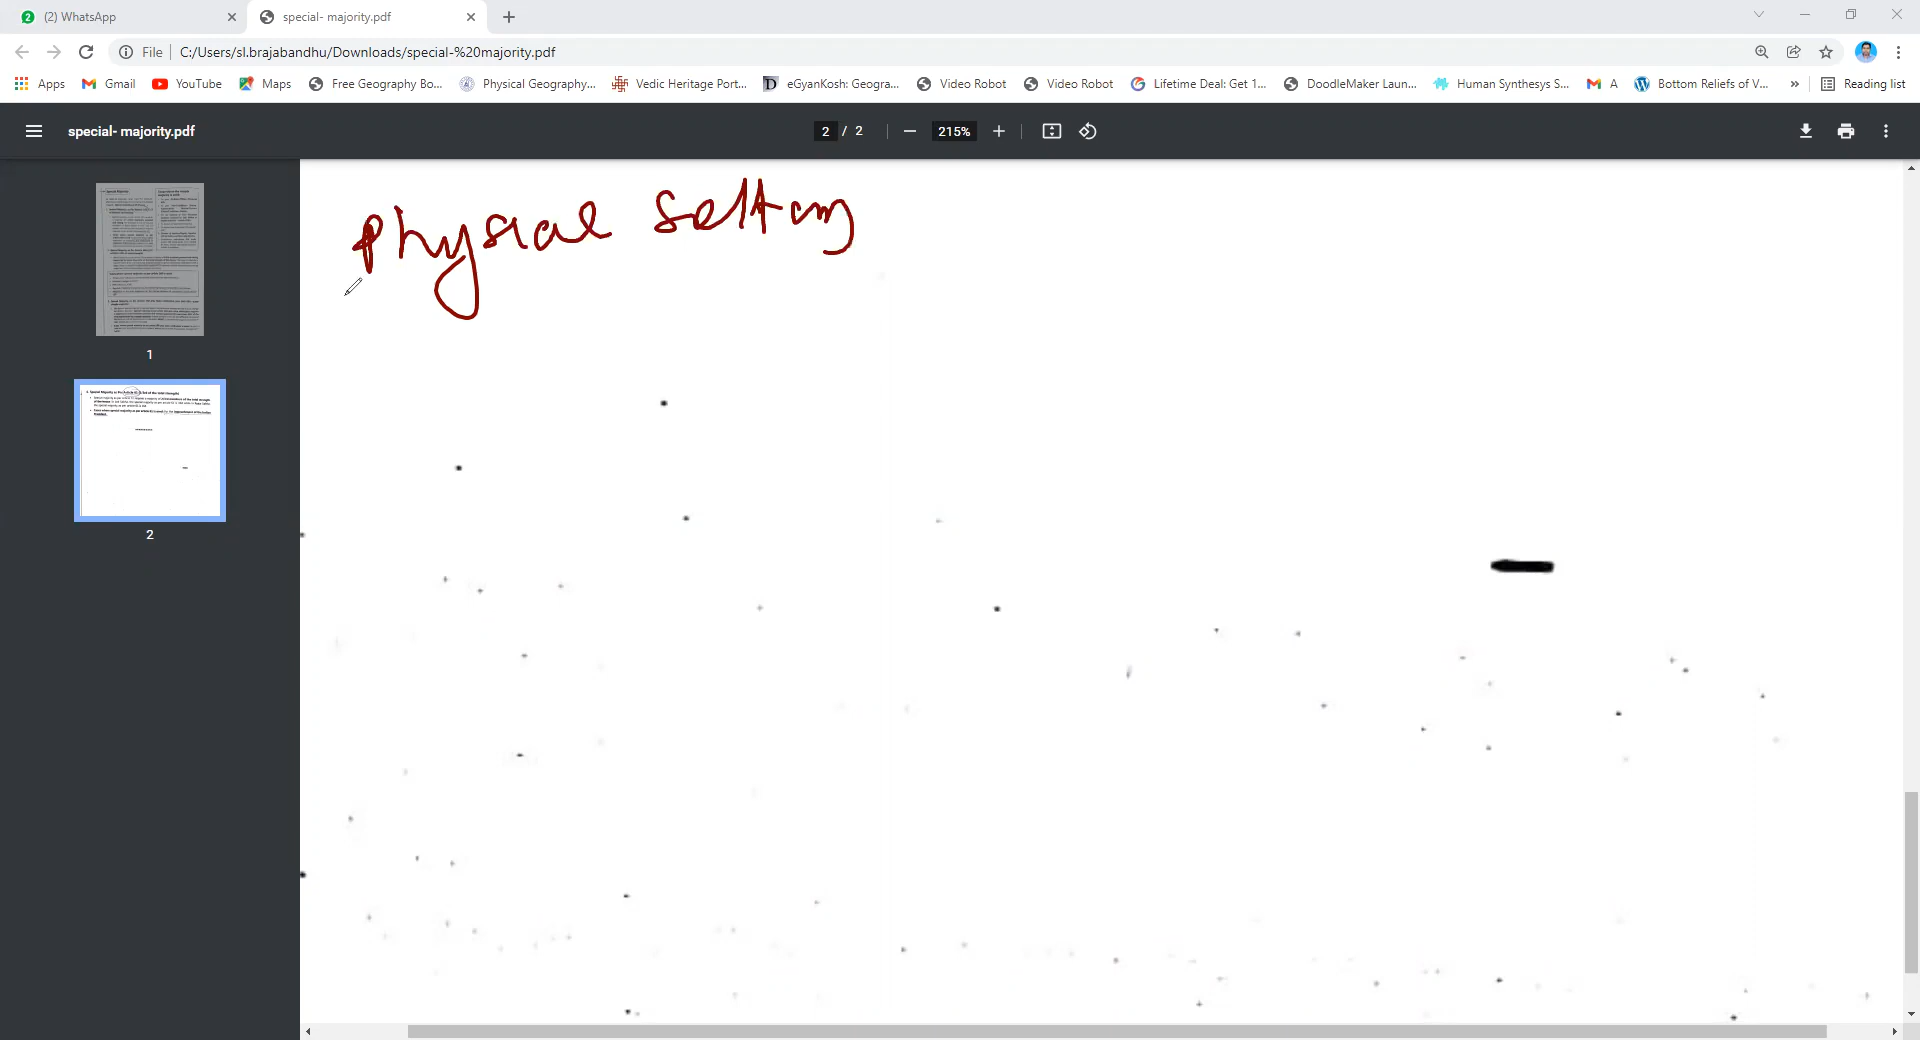 (2) WhatsApp
special- majority.pdf
File
C:/Users/sl.brajabandhu/Downloads/special-%20majority.pdf
Apps
Gmail
YouTube
Maps
Free Geography Bo...
Physical Geography...
Vedic Heritage Port...
eGyanKosh: Geogra...
Video Robot
Video Robot
Lifetime Deal: Get 1...
DoodleMaker Laun...
Human Synthesys S...
A
Bottom Reliefs of V...
»
Reading list
special- majority.pdf
2 / 2
215%
physical setting
1
2